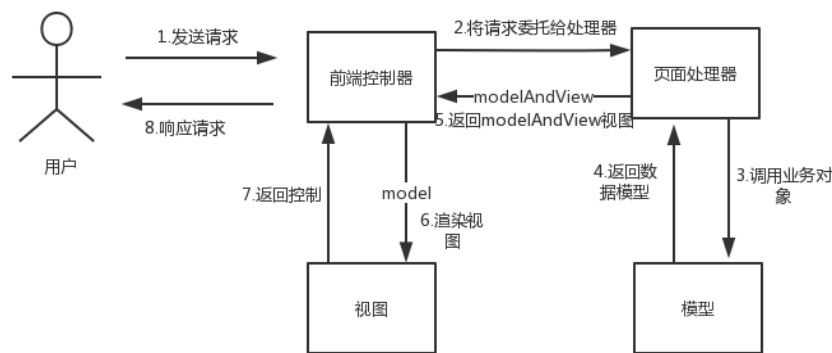 1.发送请求
2.将请求委托给处理器
前端控制器
页面处理器
modelAndView
5.返回modelAndView视图
8.响应请求
用户
7.返回控制
model
6.渲染视
图
4.返回数
据模型
3.调用业务对
象
视图
模型